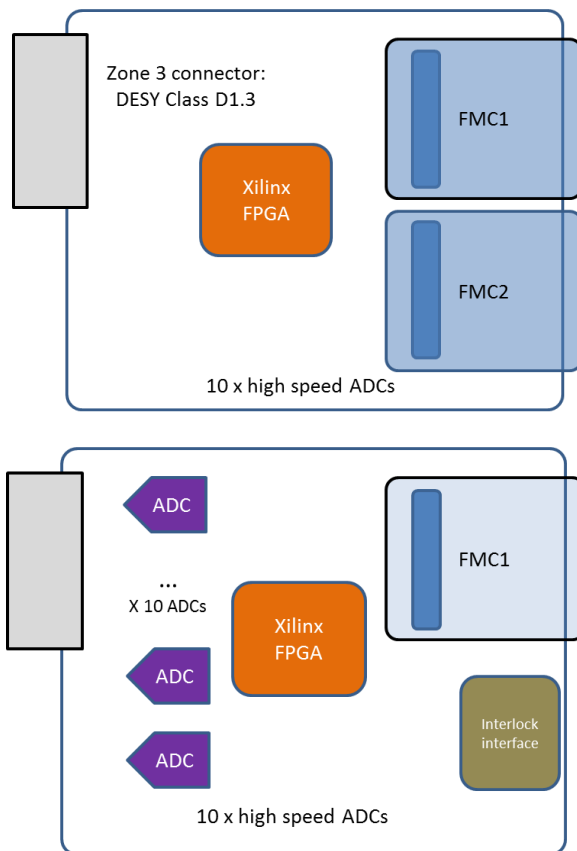 Zone 3 connector:
DESY Class D1.3
FMC1
Xilinx
FPGA
FMC2
10 x high speed ADCs
ADC
FMC1
...
X 10 ADCs
Xilinx
FPGA
ADC
Interlock
interface
ADC
10 x high speed ADCs